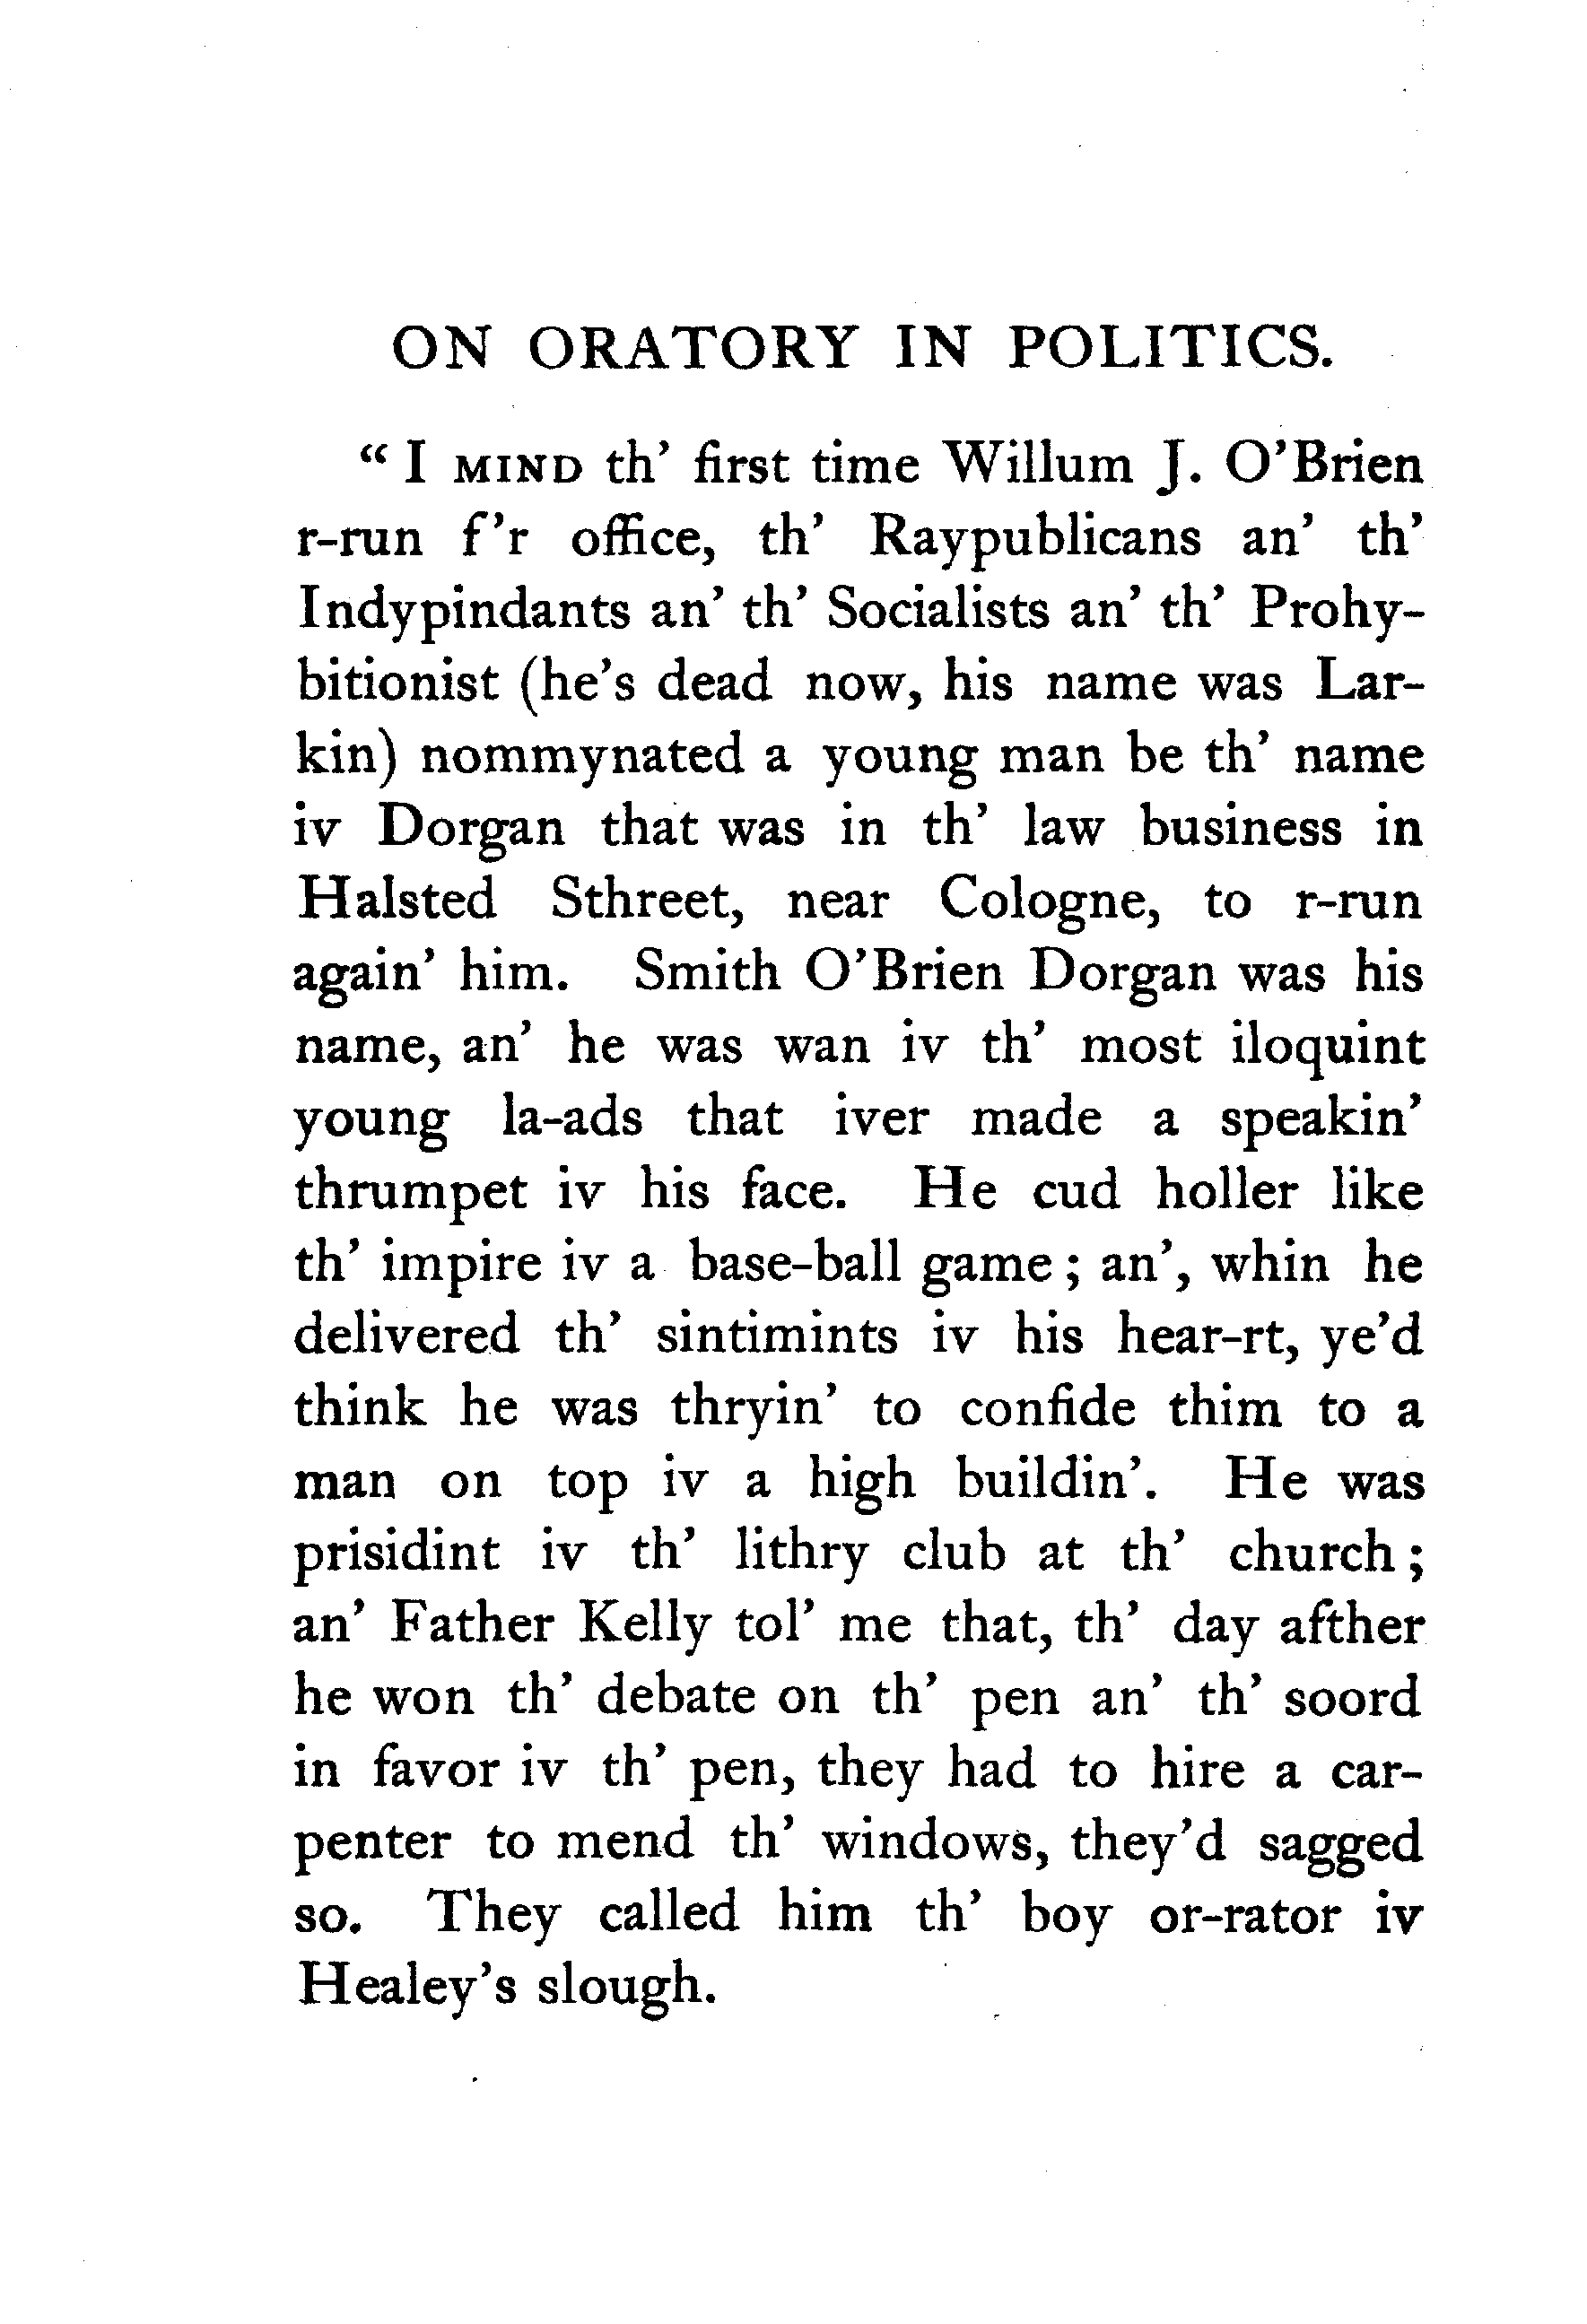 ON ORATORY IN POLITICS.
“ I MIND th’ first time Willum J. O’Brien
r-run f’r office, th’ Raypublicans an’ th’
Indypindants an’ th’ Socialists an’ th’ Prohy-
bitionist (he’s dead now, his name was Lar-
kin) nommynated a young man be th’ name
iv Dorgan that was in th’ law business in
Halsted Sthreet, near Cologne, to r-run
again’ him. Smith O’Brien Dorgan was his
name, an’ he was wan iv th’ most iloquint
young la-ads that iver made a speakin’
thrumpet iv his face. He cud holler like
th’ impire iv a base-ball game ; an’, whin he
delivered th’ sintimints iv his hear-rt, ye’d
think he was thryin’ to confide thim to a
man on top iv a high buildin’. He was
prisidint iv th’ lithry club at th’ church ;
an’ Father Kelly tol’ me that, th’ day afther
he won th’ debate on th’ pen an’ th’ soord
in favor iv th’ pen, they had to hire a car-
penter to mend th’ windows, they’d sagged
so. They called him th’ boy or-rator iv
Healey’s slough.